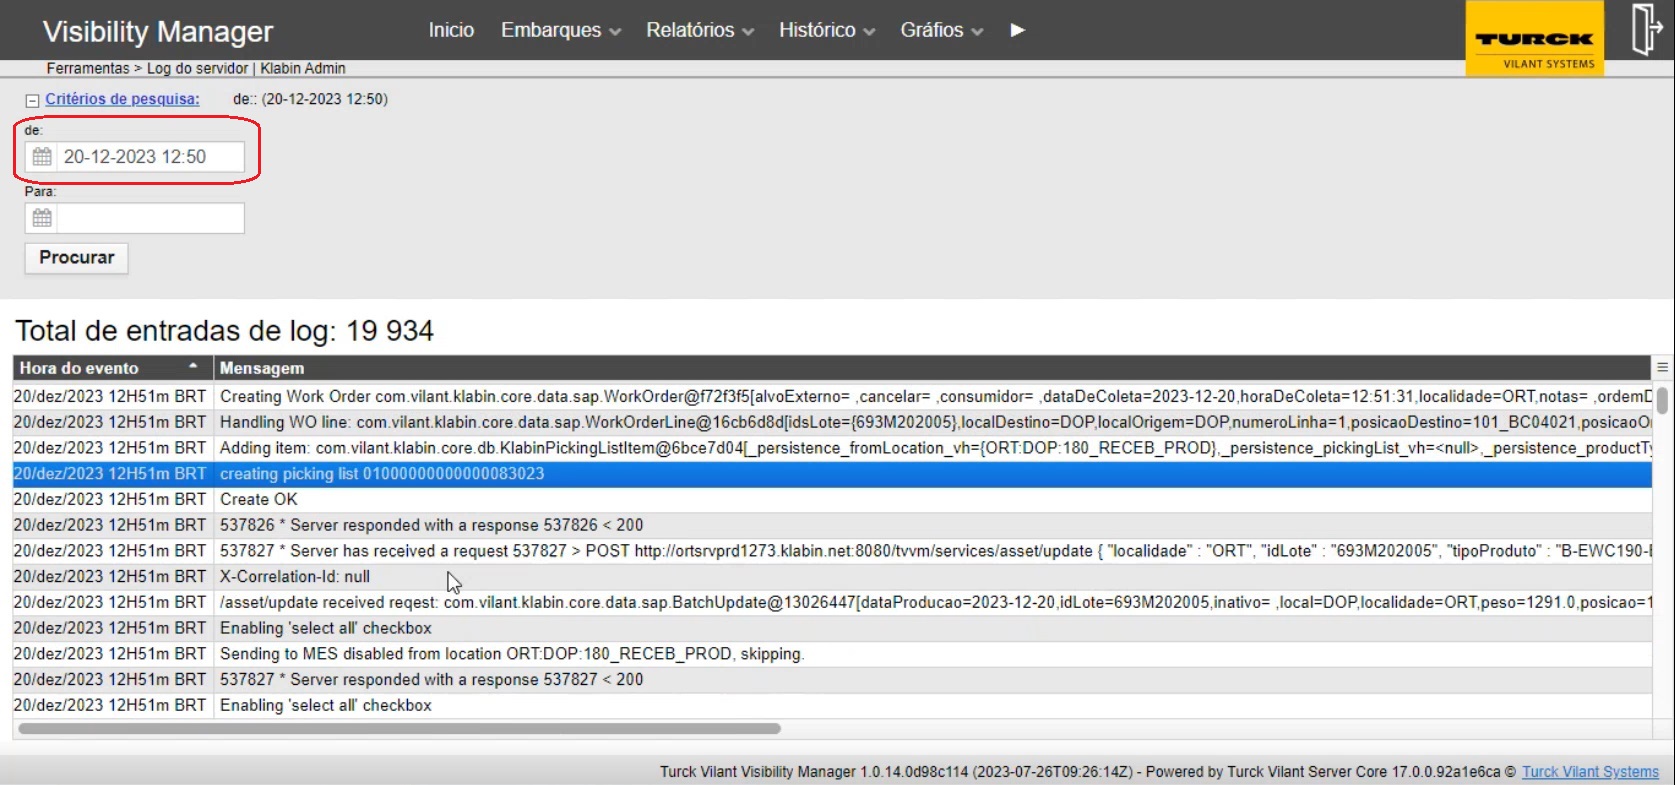 Visibility Manager
Inicio Embarques Relatórios Histórico Gráfios
TURCK
VILANT SYSTEMS
Ferramentas > Log do servidor | Klabin Admin
Critérios de pesquisa: de:: (20-12-2023 12:50)
de:
20-12-2023 12:50
Para:
Procurar
Total de entradas de log: 19 934
Hora do evento Mensagem
20/dez/2023 12H51m BRT Creating Work Order com.vilant.klabin.core.data.sap.WorkOrder@f72f3f5[alvoExterno= ,cancelar= ,consumidor= ,dataDeColeta=2023-12-20,horaDeColeta=12:51:31,localidade=ORT,notas= ,ordemD
20/dez/2023 12H51m BRT Handling WO line: com.vilant.klabin.core.data.sap.WorkOrderLine@16cb6d8d[idsLote={693M202005},localDestino=DOP,localOrigem=DOP,numeroLinha=1,posicaoDestino=101_BC04021,posicaoOr
20/dez/2023 12H51m BRT Adding item: com.vilant.klabin.core.db.KlabinPickingListItem@6bce7d04[_persistence_fromLocation_vh={ORT:DOP:180_RECEB_PROD},_persistence_pickingList_vh=<null>,_persistence_productTy
20/dez/2023 12H51m BRT creating picking list 01000000000000083023
20/dez/2023 12H51m BRT Create OK
20/dez/2023 12H51m BRT 537826 * Server responded with a response 537826 < 200
20/dez/2023 12H51m BRT 537827 * Server has received a request 537827 > POST http://ortsrvprd1273.klabin.net:8080/tvvm/services/asset/update { "localidade" : "ORT", "idLote" : "693M202005", "tipoProduto" : "B-EWC190-
20/dez/2023 12H51m BRT X-Correlation-Id: null
20/dez/2023 12H51m BRT /asset/update received reqest: com.vilant.klabin.core.data.sap.BatchUpdate@13026447[dataProducao=2023-12-20,idLote=693M202005,inativo= ,local=DOP,localidade=ORT,peso=1291.0,posicao=1
20/dez/2023 12H51m BRT Enabling 'select all' checkbox
20/dez/2023 12H51m BRT Sending to MES disabled from location ORT:DOP:180_RECEB_PROD, skipping.
20/dez/2023 12H51m BRT 537827 * Server responded with a response 537827 < 200
20/dez/2023 12H51m BRT Enabling 'select all' checkbox
Turck Vilant Visibility Manager 1.0.14.0d98c114 (2023-07-26T09:26:14Z) - Powered by Turck Vilant Server Core 17.0.0.92a1e6ca © Turck Vilant Systems